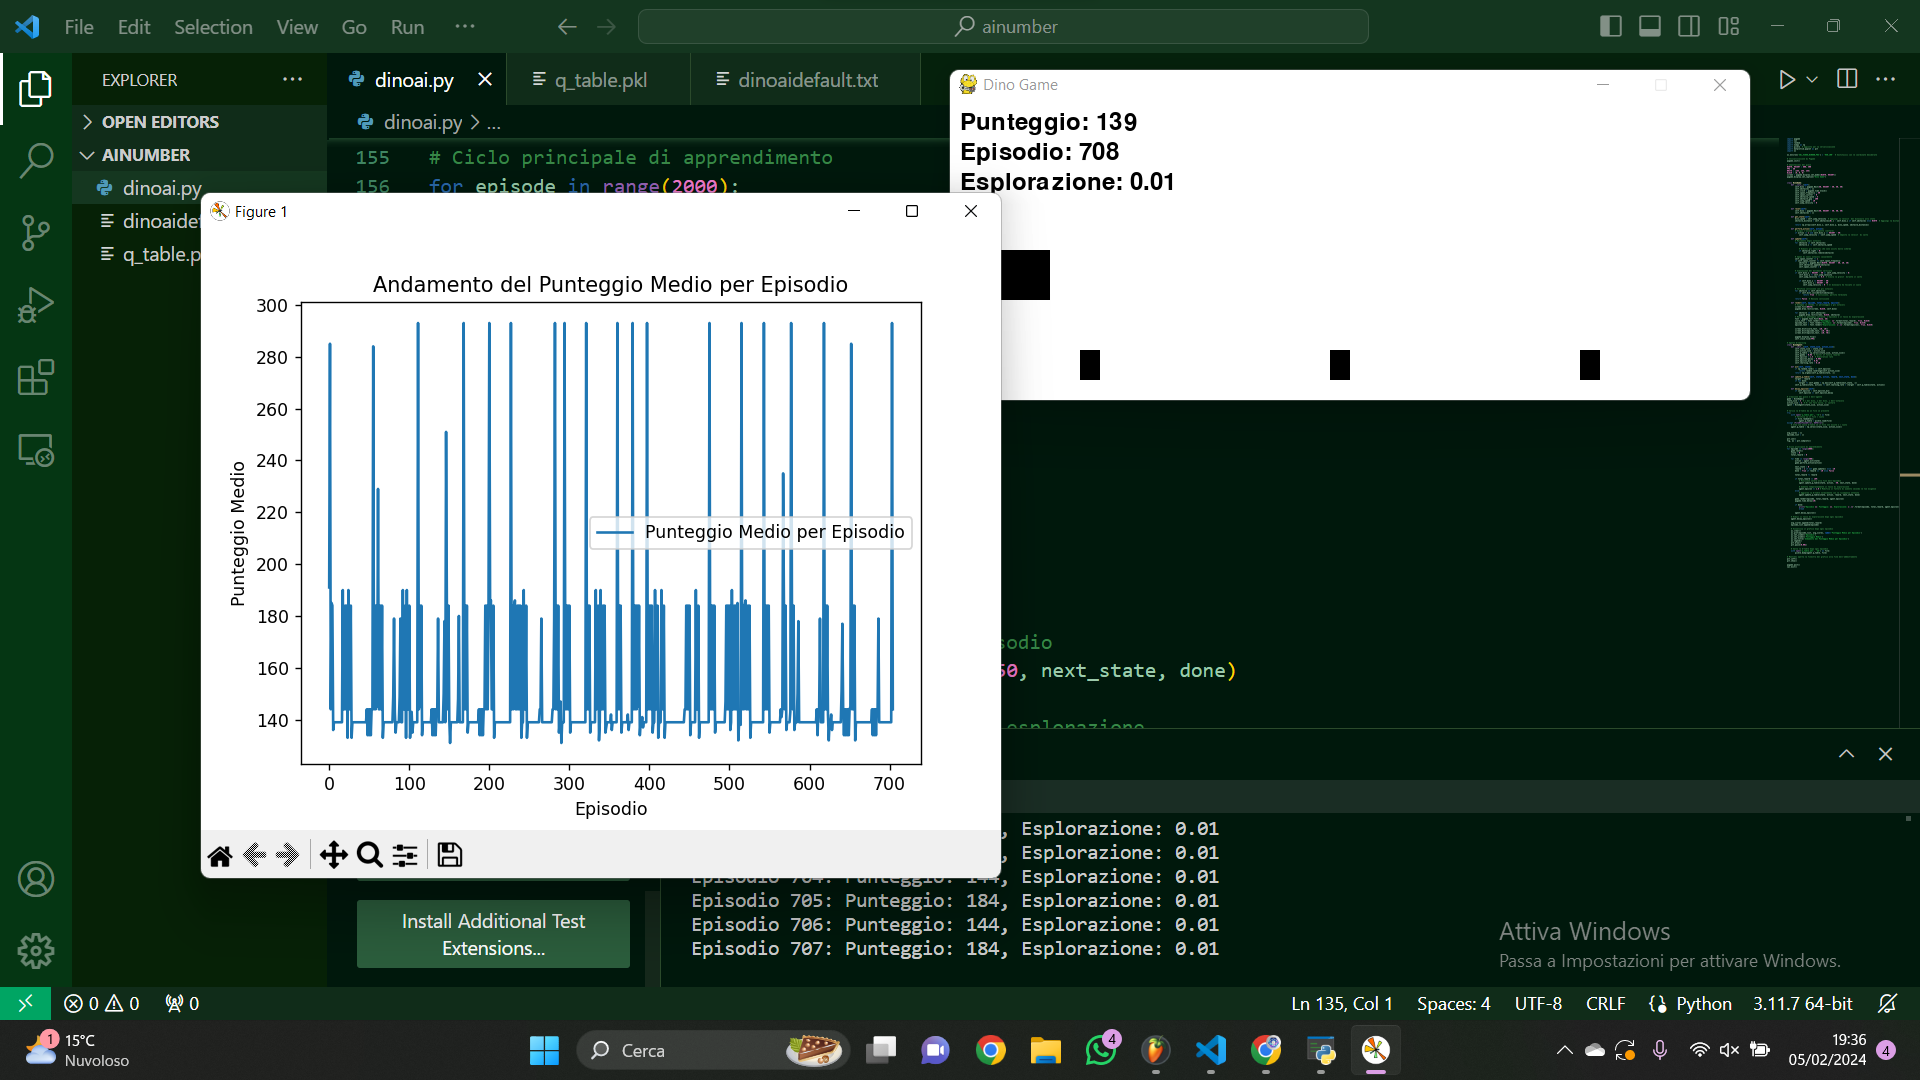 File Edit Selection View Go Run ···
ainumber
EXPLORER
OPEN EDITORS
AINUMBER
dinoai.py
dinoaidef
q_table.p
dinoai.py
q_table.pkl
dinoaidefault.txt
dinoai.py > ...
155 # Ciclo principale di apprendimento
156 for episode in range(2000):
Dino Game
Punteggio: 139
Episodio: 708
Esplorazione: 0.01
Figure 1
Andamento del Punteggio Medio per Episodio
300
280
260
240
220
200
180
160
140
Punteggio Medio
Punteggio Medio per Episodio
0 100 200 300 400 500 600 700
Episodio
sodio
50, next_state, done)
esplorazione
, Esplorazione: 0.01
, Esplorazione: 0.01
Episodio 704: Punteggio: 144, Esplorazione: 0.01
Episodio 705: Punteggio: 184, Esplorazione: 0.01
Episodio 706: Punteggio: 144, Esplorazione: 0.01
Episodio 707: Punteggio: 184, Esplorazione: 0.01
Install Additional Test
Extensions...
Attiva Windows
Passa a Impostazioni per attivare Windows.
0 0 0
Ln 135, Col 1 Spaces: 4 UTF-8 CRLF Python 3.11.7 64-bit
1
15°C
Nuvoloso
Cerca
4
19:36
05/02/2024
4